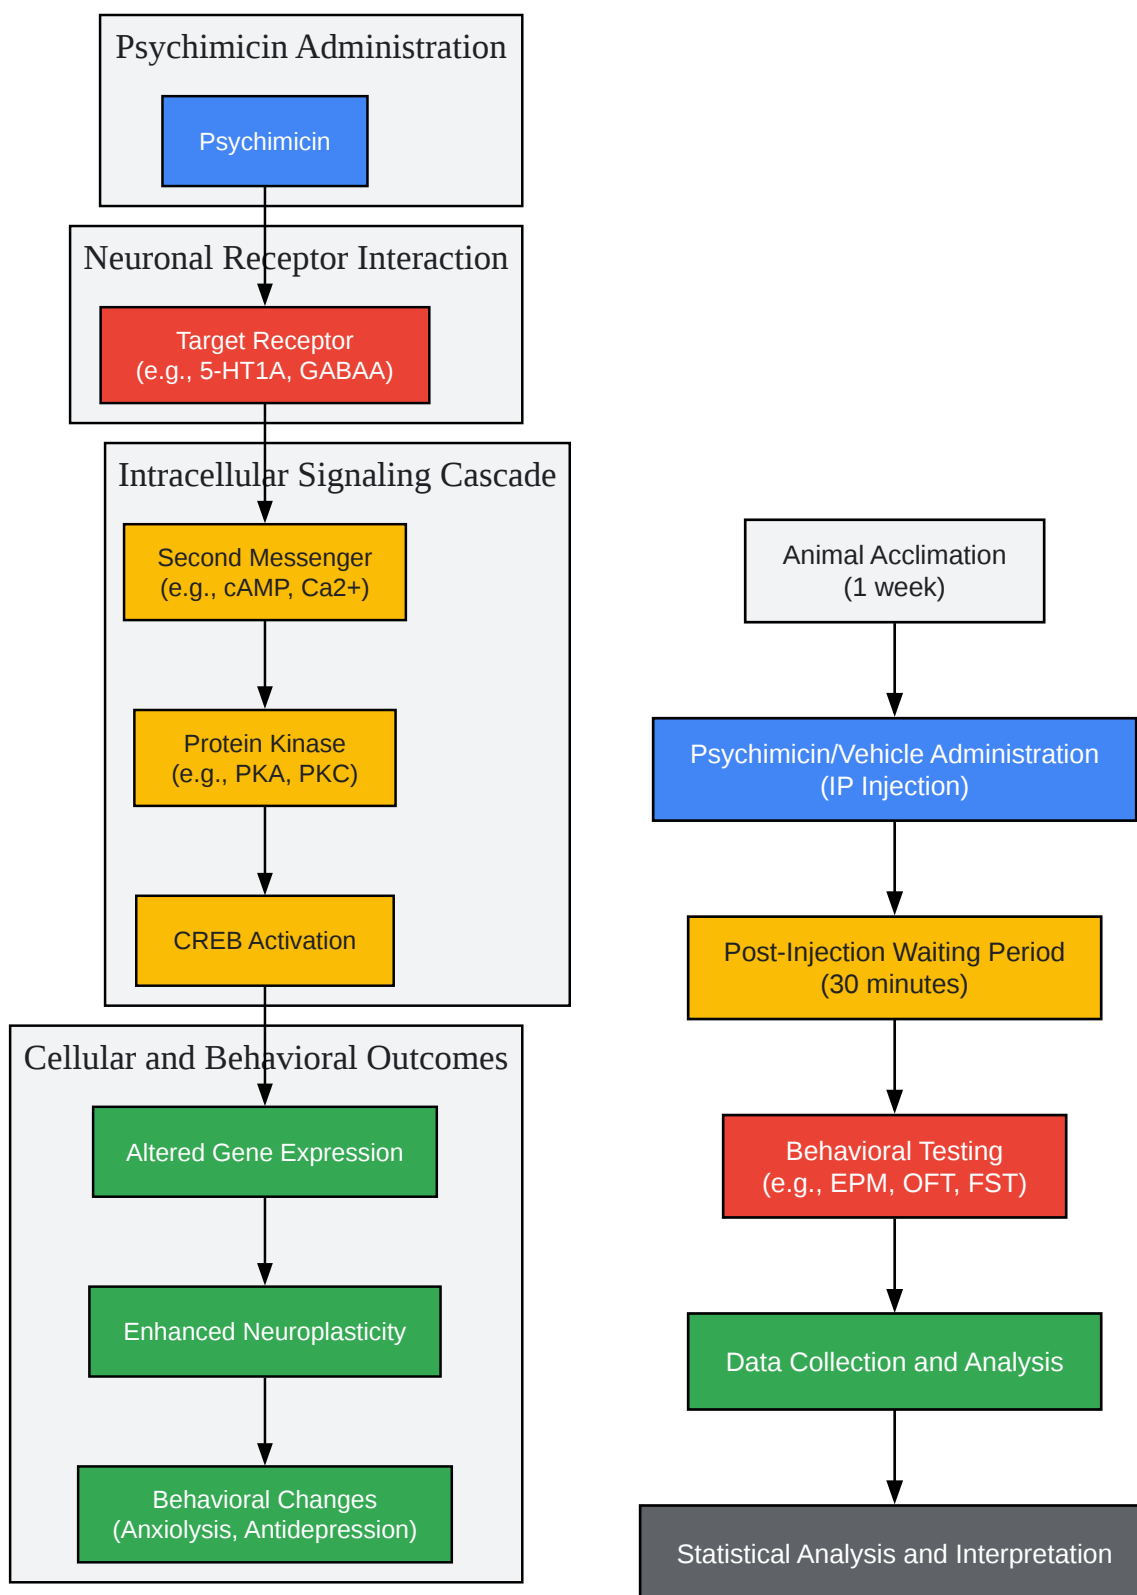 Psychimicin Administration
Psychimicin
Neuronal Receptor Interaction
Target Receptor
(e.g., 5-HT1A, GABAA)
Intracellular Signaling Cascade
Second Messenger
(e.g., cAMP, Ca2+)
Protein Kinase
(e.g., PKA, PKC)
CREB Activation
Cellular and Behavioral Outcomes
Altered Gene Expression
Enhanced Neuroplasticity
Behavioral Changes
(Anxiolysis, Antidepression)
Animal Acclimation
(1 week)
Psychimicin/Vehicle Administration
(IP Injection)
Post-Injection Waiting Period
(30 minutes)
Behavioral Testing
(e.g., EPM, OFT, FST)
Data Collection and Analysis
Statistical Analysis and Interpretation